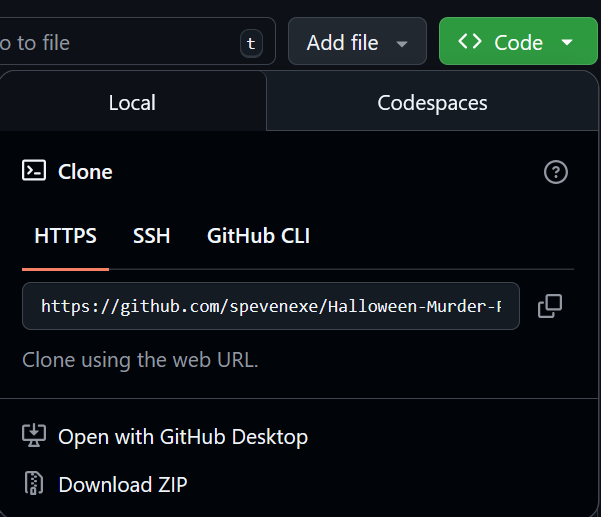 o to file t Add file <> Code
Local Codespaces
Clone
HTTPS SSH GitHub CLI
https://github.com/spevenexe/Halloween-Murder-
Clone using the web URL.
Open with GitHub Desktop
Download ZIP